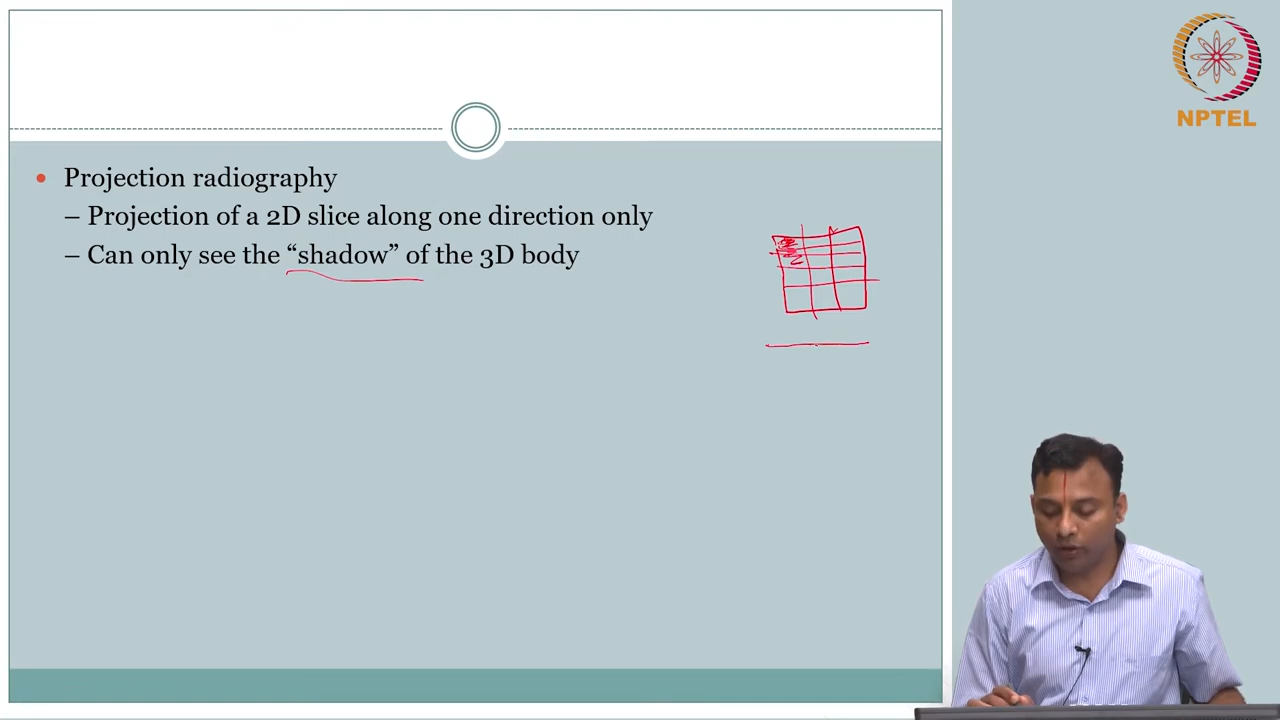 NPTEL
• Projection radiography
– Projection of a 2D slice along one direction only
– Can only see the “shadow” of the 3D body